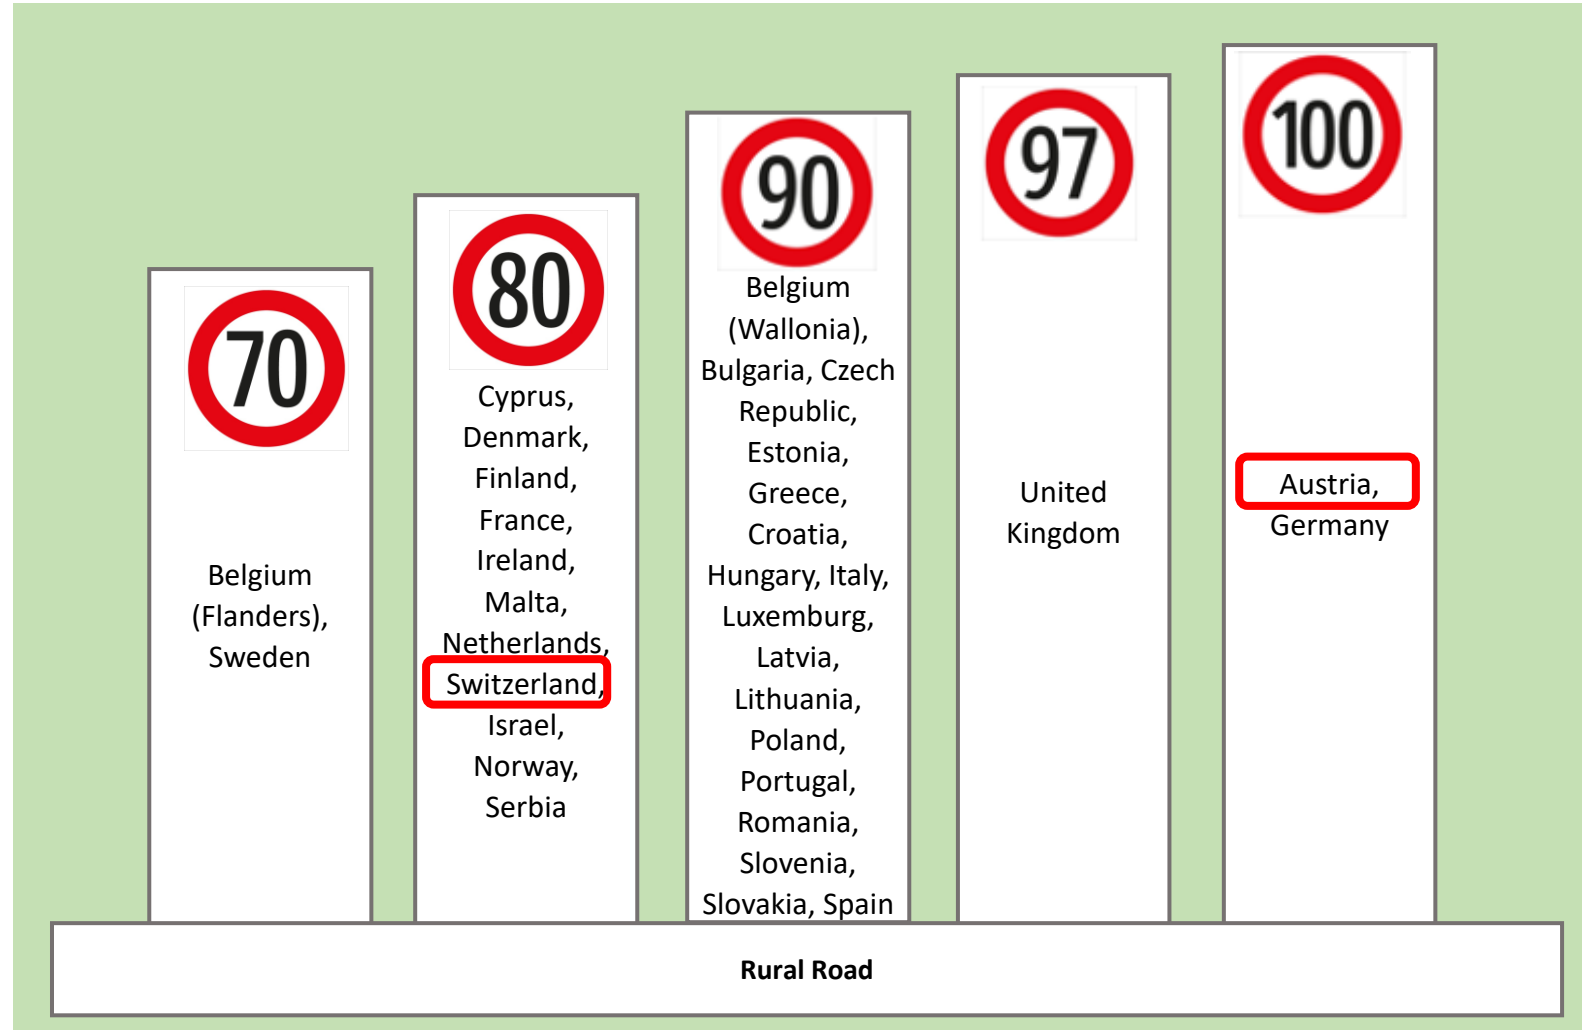 70
Belgium
(Flanders),
Sweden
80
Cyprus,
Denmark,
Finland,
France,
Ireland,
Malta,
Netherlands,
Switzerland,
Israel,
Norway,
Serbia
90
Belgium
(Wallonia),
Bulgaria, Czech
Republic,
Estonia,
Greece,
Croatia,
Hungary, Italy,
Luxemburg,
Latvia,
Lithuania,
Poland,
Portugal,
Romania,
Slovenia,
Slovakia, Spain
97
United
Kingdom
100
Austria,
Germany
Rural Road